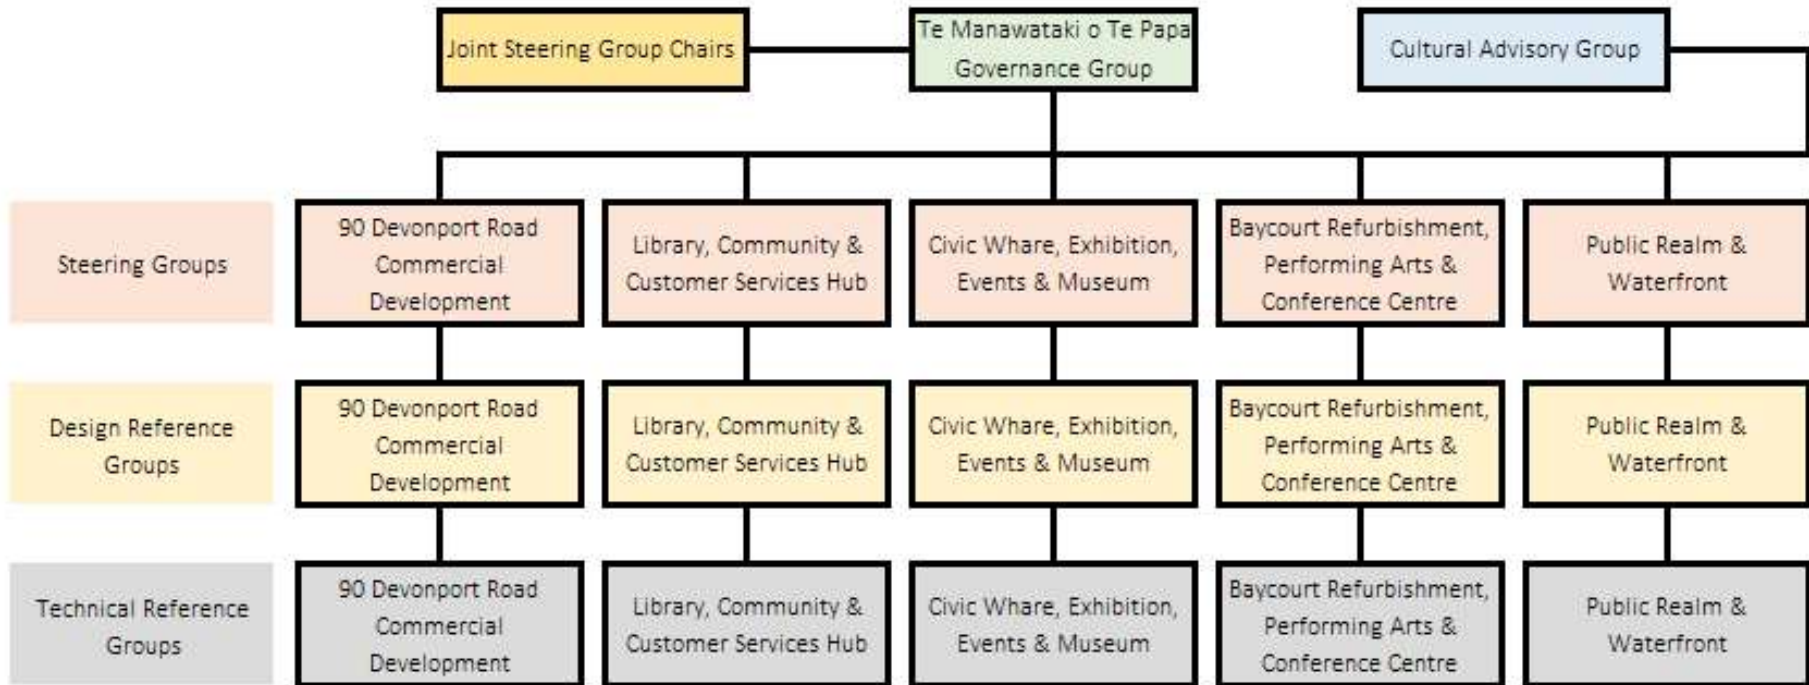 Joint Steering Group Chairs
Te Manawataki o Te Papa
Governance Group
Cultural Advisory Group
Steering Groups
90 Devonport Road
Commercial
Development
Library, Community &
Customer Services Hub
Civic Whare, Exhibition,
Events & Museum
Baycourt Refurbishment,
Performing Arts &
Conference Centre
Public Realm &
Waterfront
Design Reference
Groups
90 Devonport Road
Commercial
Development
Library, Community &
Customer Services Hub
Civic Whare, Exhibition,
Events & Museum
Baycourt Refurbishment,
Performing Arts &
Conference Centre
Public Realm &
Waterfront
Technical Reference
Groups
90 Devonport Road
Commercial
Development
Library, Community &
Customer Services Hub
Civic Whare, Exhibition,
Events & Museum
Baycourt Refurbishment,
Performing Arts &
Conference Centre
Public Realm &
Waterfront